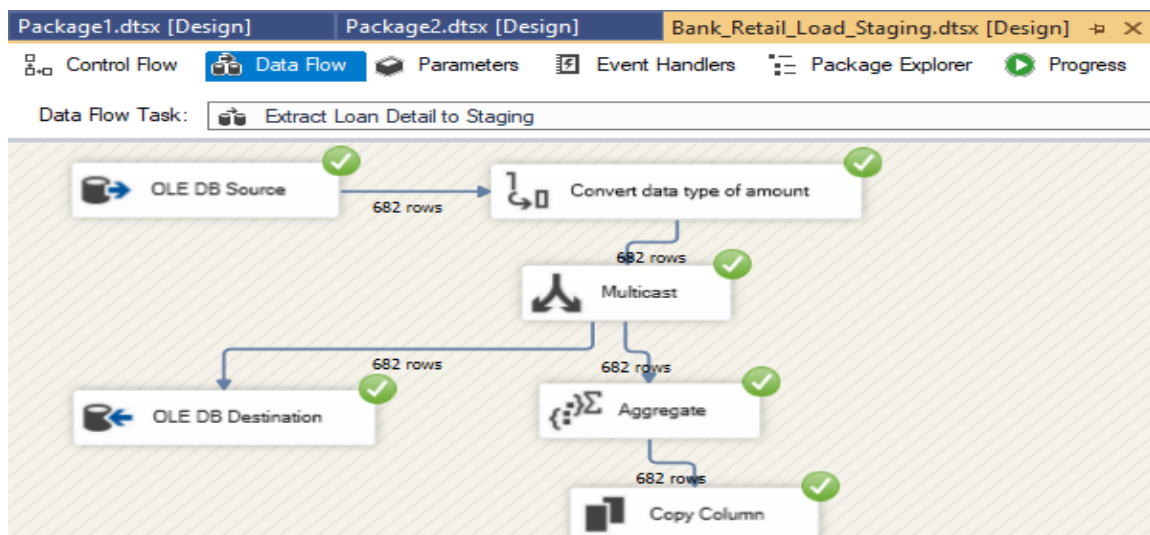 Package1.dtsx [Design] Package2.dtsx [Design] Bank_Retail_Load_Staging.dtsx [Design]
Control Flow Data Flow Parameters Event Handlers Package Explorer Progress
Data Flow Task: Extract Loan Detail to Staging
OLE DB Source Convert data type of amount
682 rows
682 rows
Multicast
682 rows 682 rows
OLE DB Destination Aggregate
682 rows
Copy Column